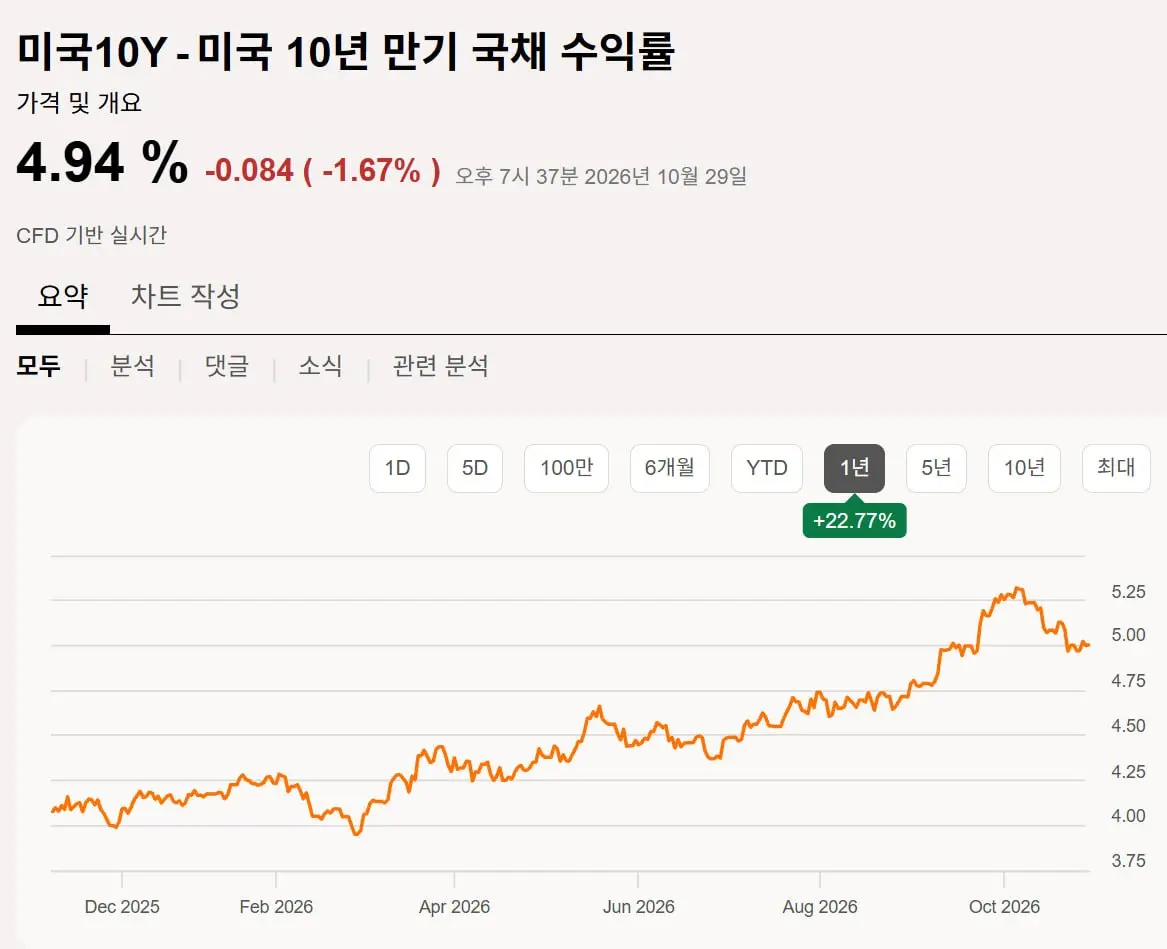 미국10Y - 미국 10년 만기 국채 수익률
가격 및 개요
4.94 % -0.084 ( -1.67% ) 오후 7시 37분 2026년 10월 29일
CFD 기반 실시간
요약 차트 작성
모두 | 분석 | 댓글 | 소식 | 관련 분석
1D 5D 100만 6개월 YTD 1년 5년 10년 최대
+22.77%
5.25
5.00
4.75
4.50
4.25
4.00
3.75
Dec 2025 Feb 2026 Apr 2026 Jun 2026 Aug 2026 Oct 2026